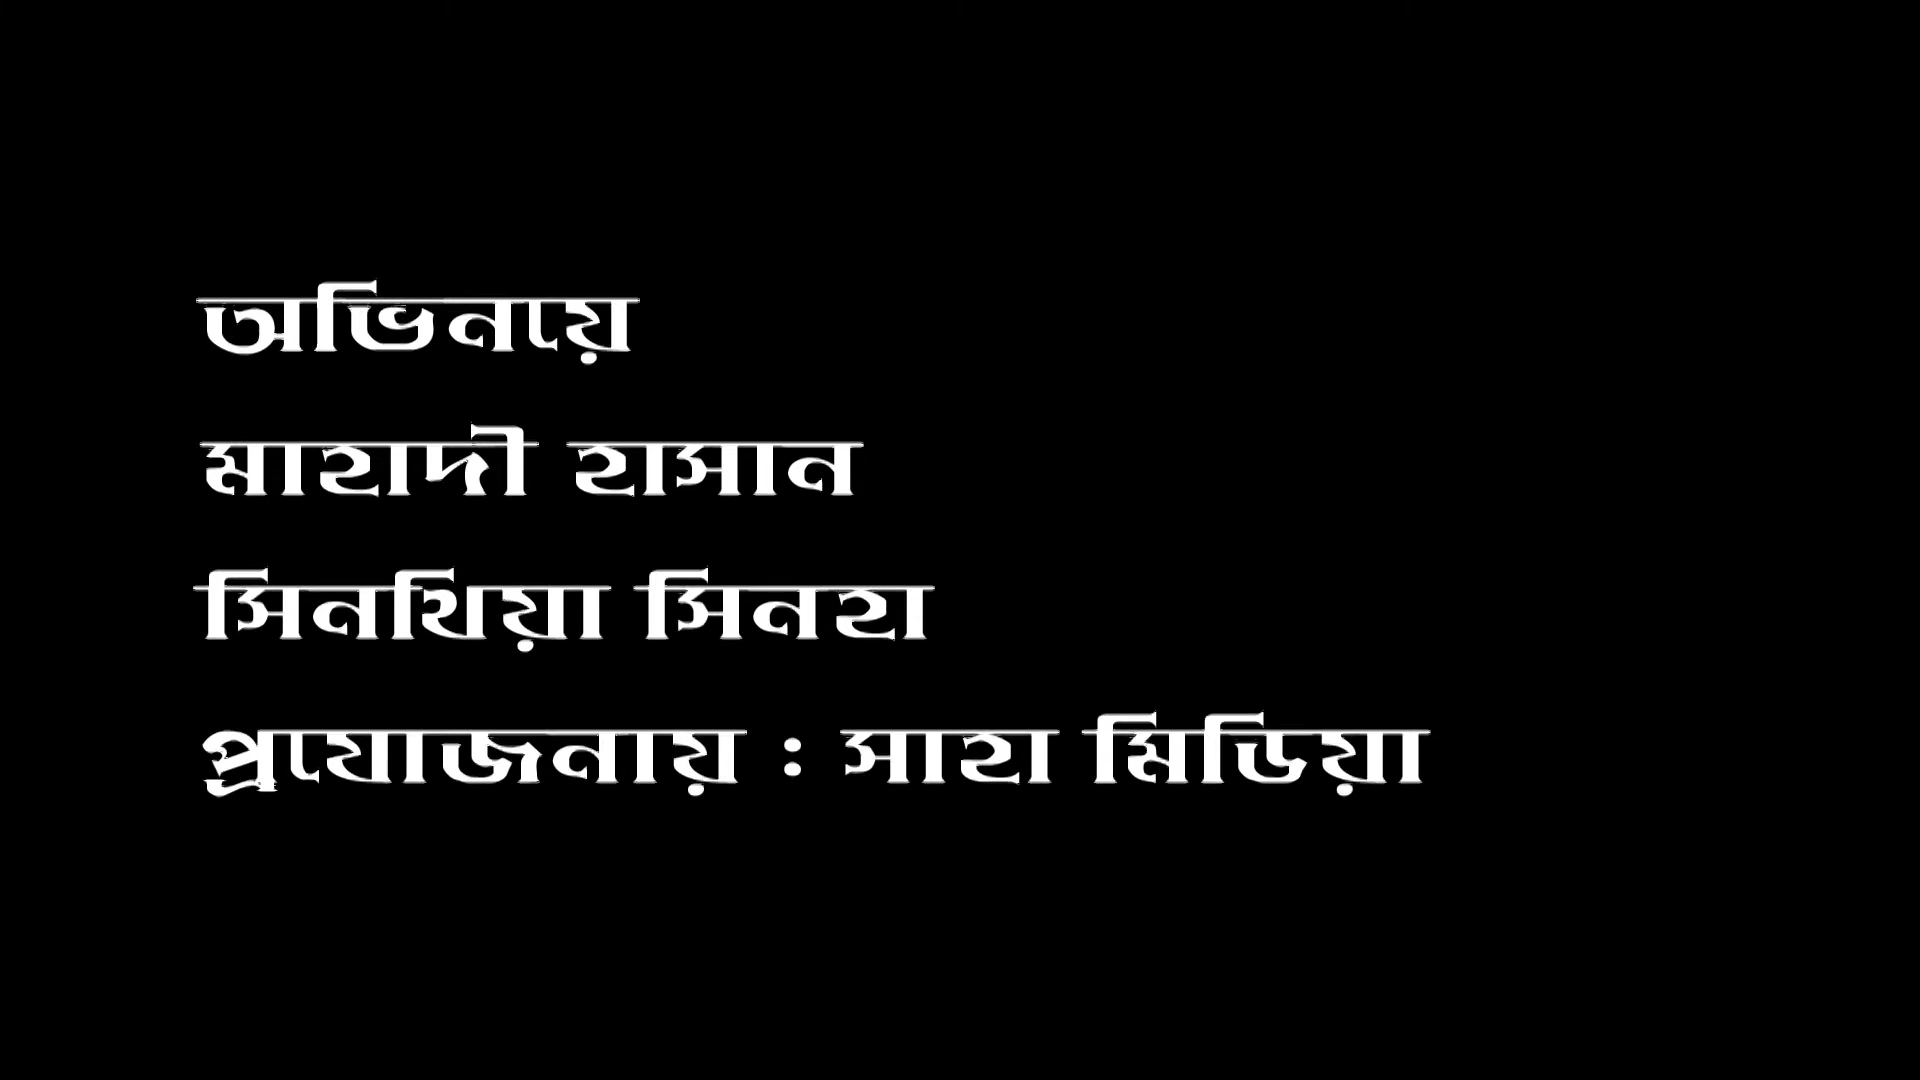 অভিনয়ে
মাহাদী হাসান
সিনথিয়া সিনহা
প্রযোজনায় : সাহা মিডিয়া